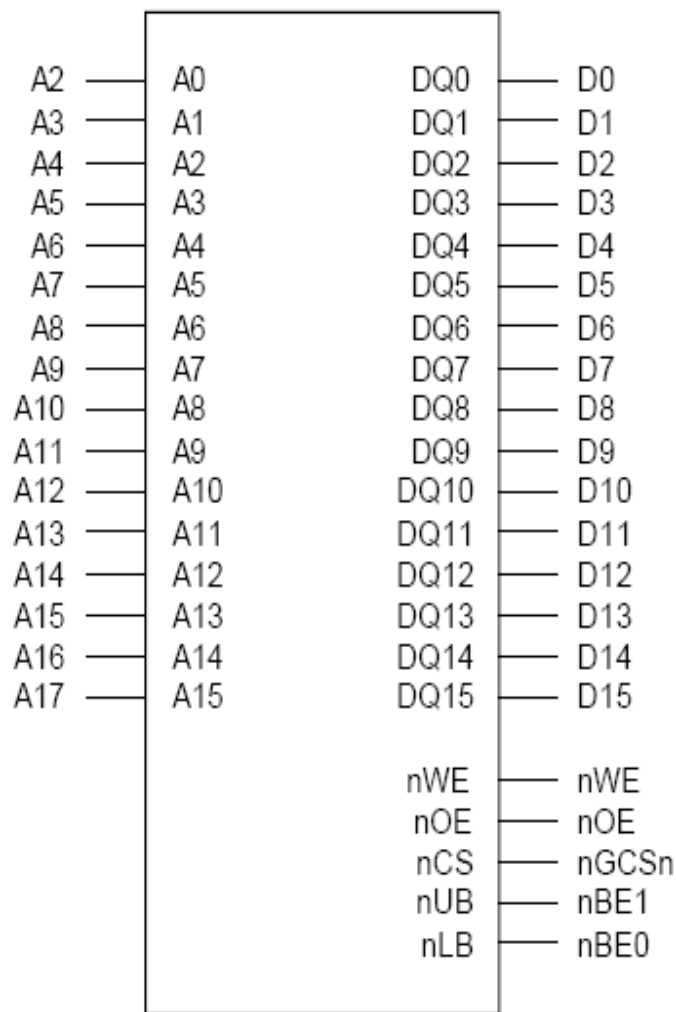 A2 A0 DQ0 D0
A3 A1 DQ1 D1
A4 A2 DQ2 D2
A5 A3 DQ3 D3
A6 A4 DQ4 D4
A7 A5 DQ5 D5
A8 A6 DQ6 D6
A9 A7 DQ7 D7
A10 A8 DQ8 D8
A11 A9 DQ9 D9
A12 A10 DQ10 D10
A13 A11 DQ11 D11
A14 A12 DQ12 D12
A15 A13 DQ13 D13
A16 A14 DQ14 D14
A17 A15 DQ15 D15
nWE nWE
nOE nOE
nCS nGCSn
nUB nBE1
nLB nBE0